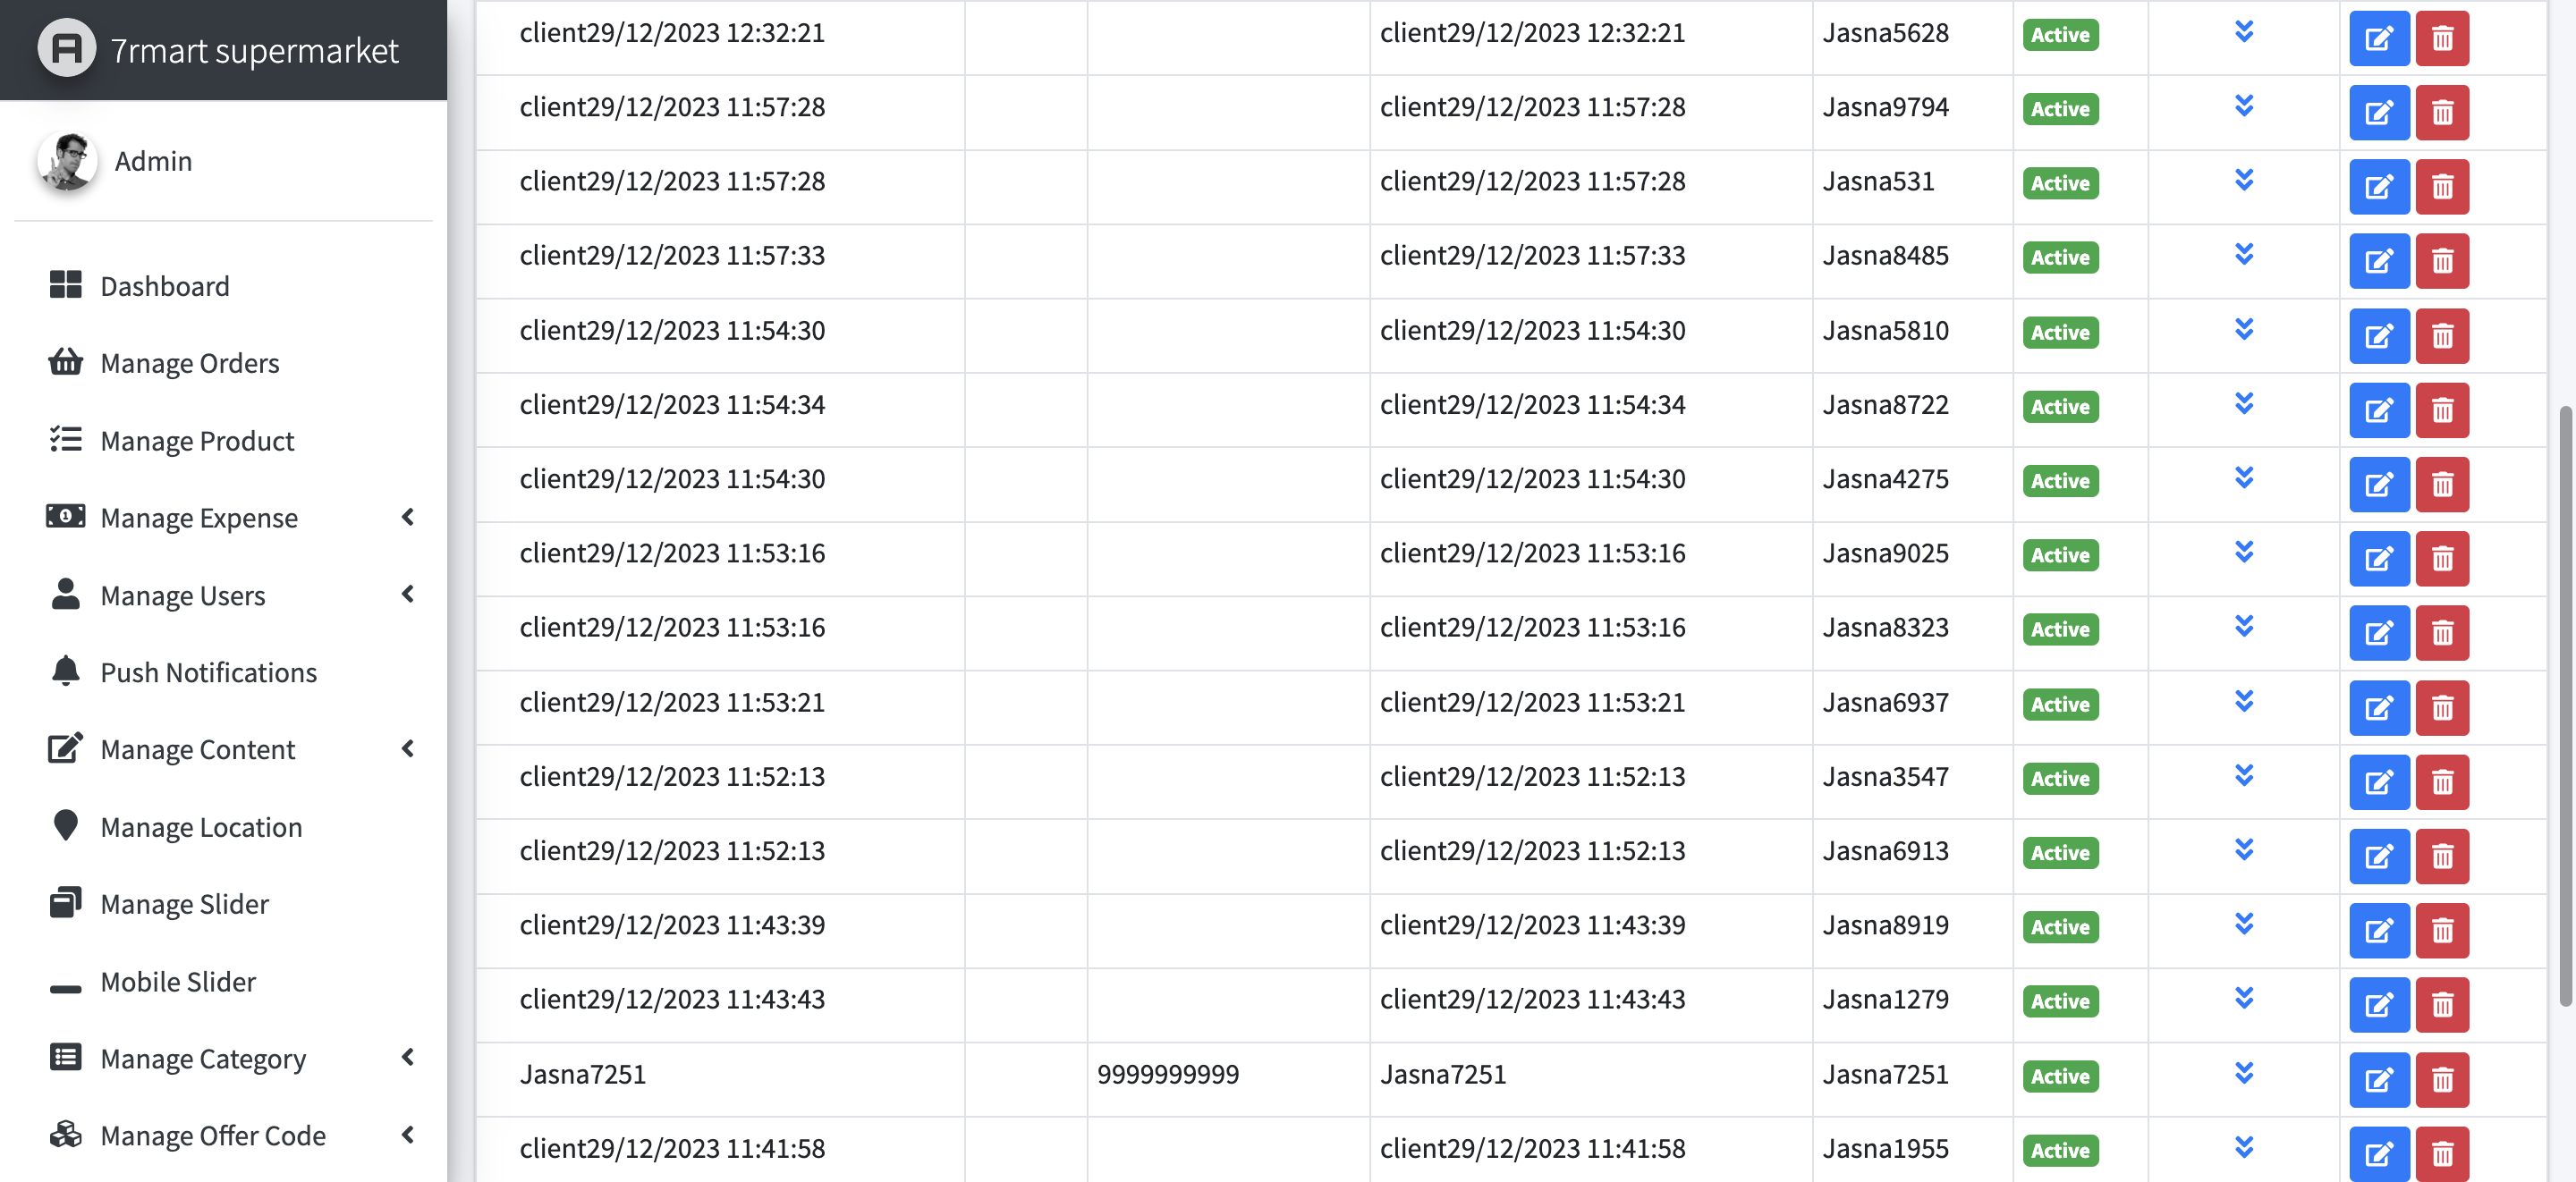 7rmart supermarket
Admin
Dashboard
Manage Orders
Manage Product
Manage Expense
Manage Users
Push Notifications
Manage Content
Manage Location
Manage Slider
Mobile Slider
Manage Category
Manage Offer Code
client29/12/2023 12:32:21 client29/12/2023 12:32:21 Jasna5628 Active
client29/12/2023 11:57:28 client29/12/2023 11:57:28 Jasna9794 Active
client29/12/2023 11:57:28 client29/12/2023 11:57:28 Jasna531 Active
client29/12/2023 11:57:33 client29/12/2023 11:57:33 Jasna8485 Active
client29/12/2023 11:54:30 client29/12/2023 11:54:30 Jasna5810 Active
client29/12/2023 11:54:34 client29/12/2023 11:54:34 Jasna8722 Active
client29/12/2023 11:54:30 client29/12/2023 11:54:30 Jasna4275 Active
client29/12/2023 11:53:16 client29/12/2023 11:53:16 Jasna9025 Active
client29/12/2023 11:53:16 client29/12/2023 11:53:16 Jasna8323 Active
client29/12/2023 11:53:21 client29/12/2023 11:53:21 Jasna6937 Active
client29/12/2023 11:52:13 client29/12/2023 11:52:13 Jasna3547 Active
client29/12/2023 11:52:13 client29/12/2023 11:52:13 Jasna6913 Active
client29/12/2023 11:43:39 client29/12/2023 11:43:39 Jasna8919 Active
client29/12/2023 11:43:43 client29/12/2023 11:43:43 Jasna1279 Active
Jasna7251 9999999999 Jasna7251 Jasna7251 Active
client29/12/2023 11:41:58 client29/12/2023 11:41:58 Jasna1955 Active